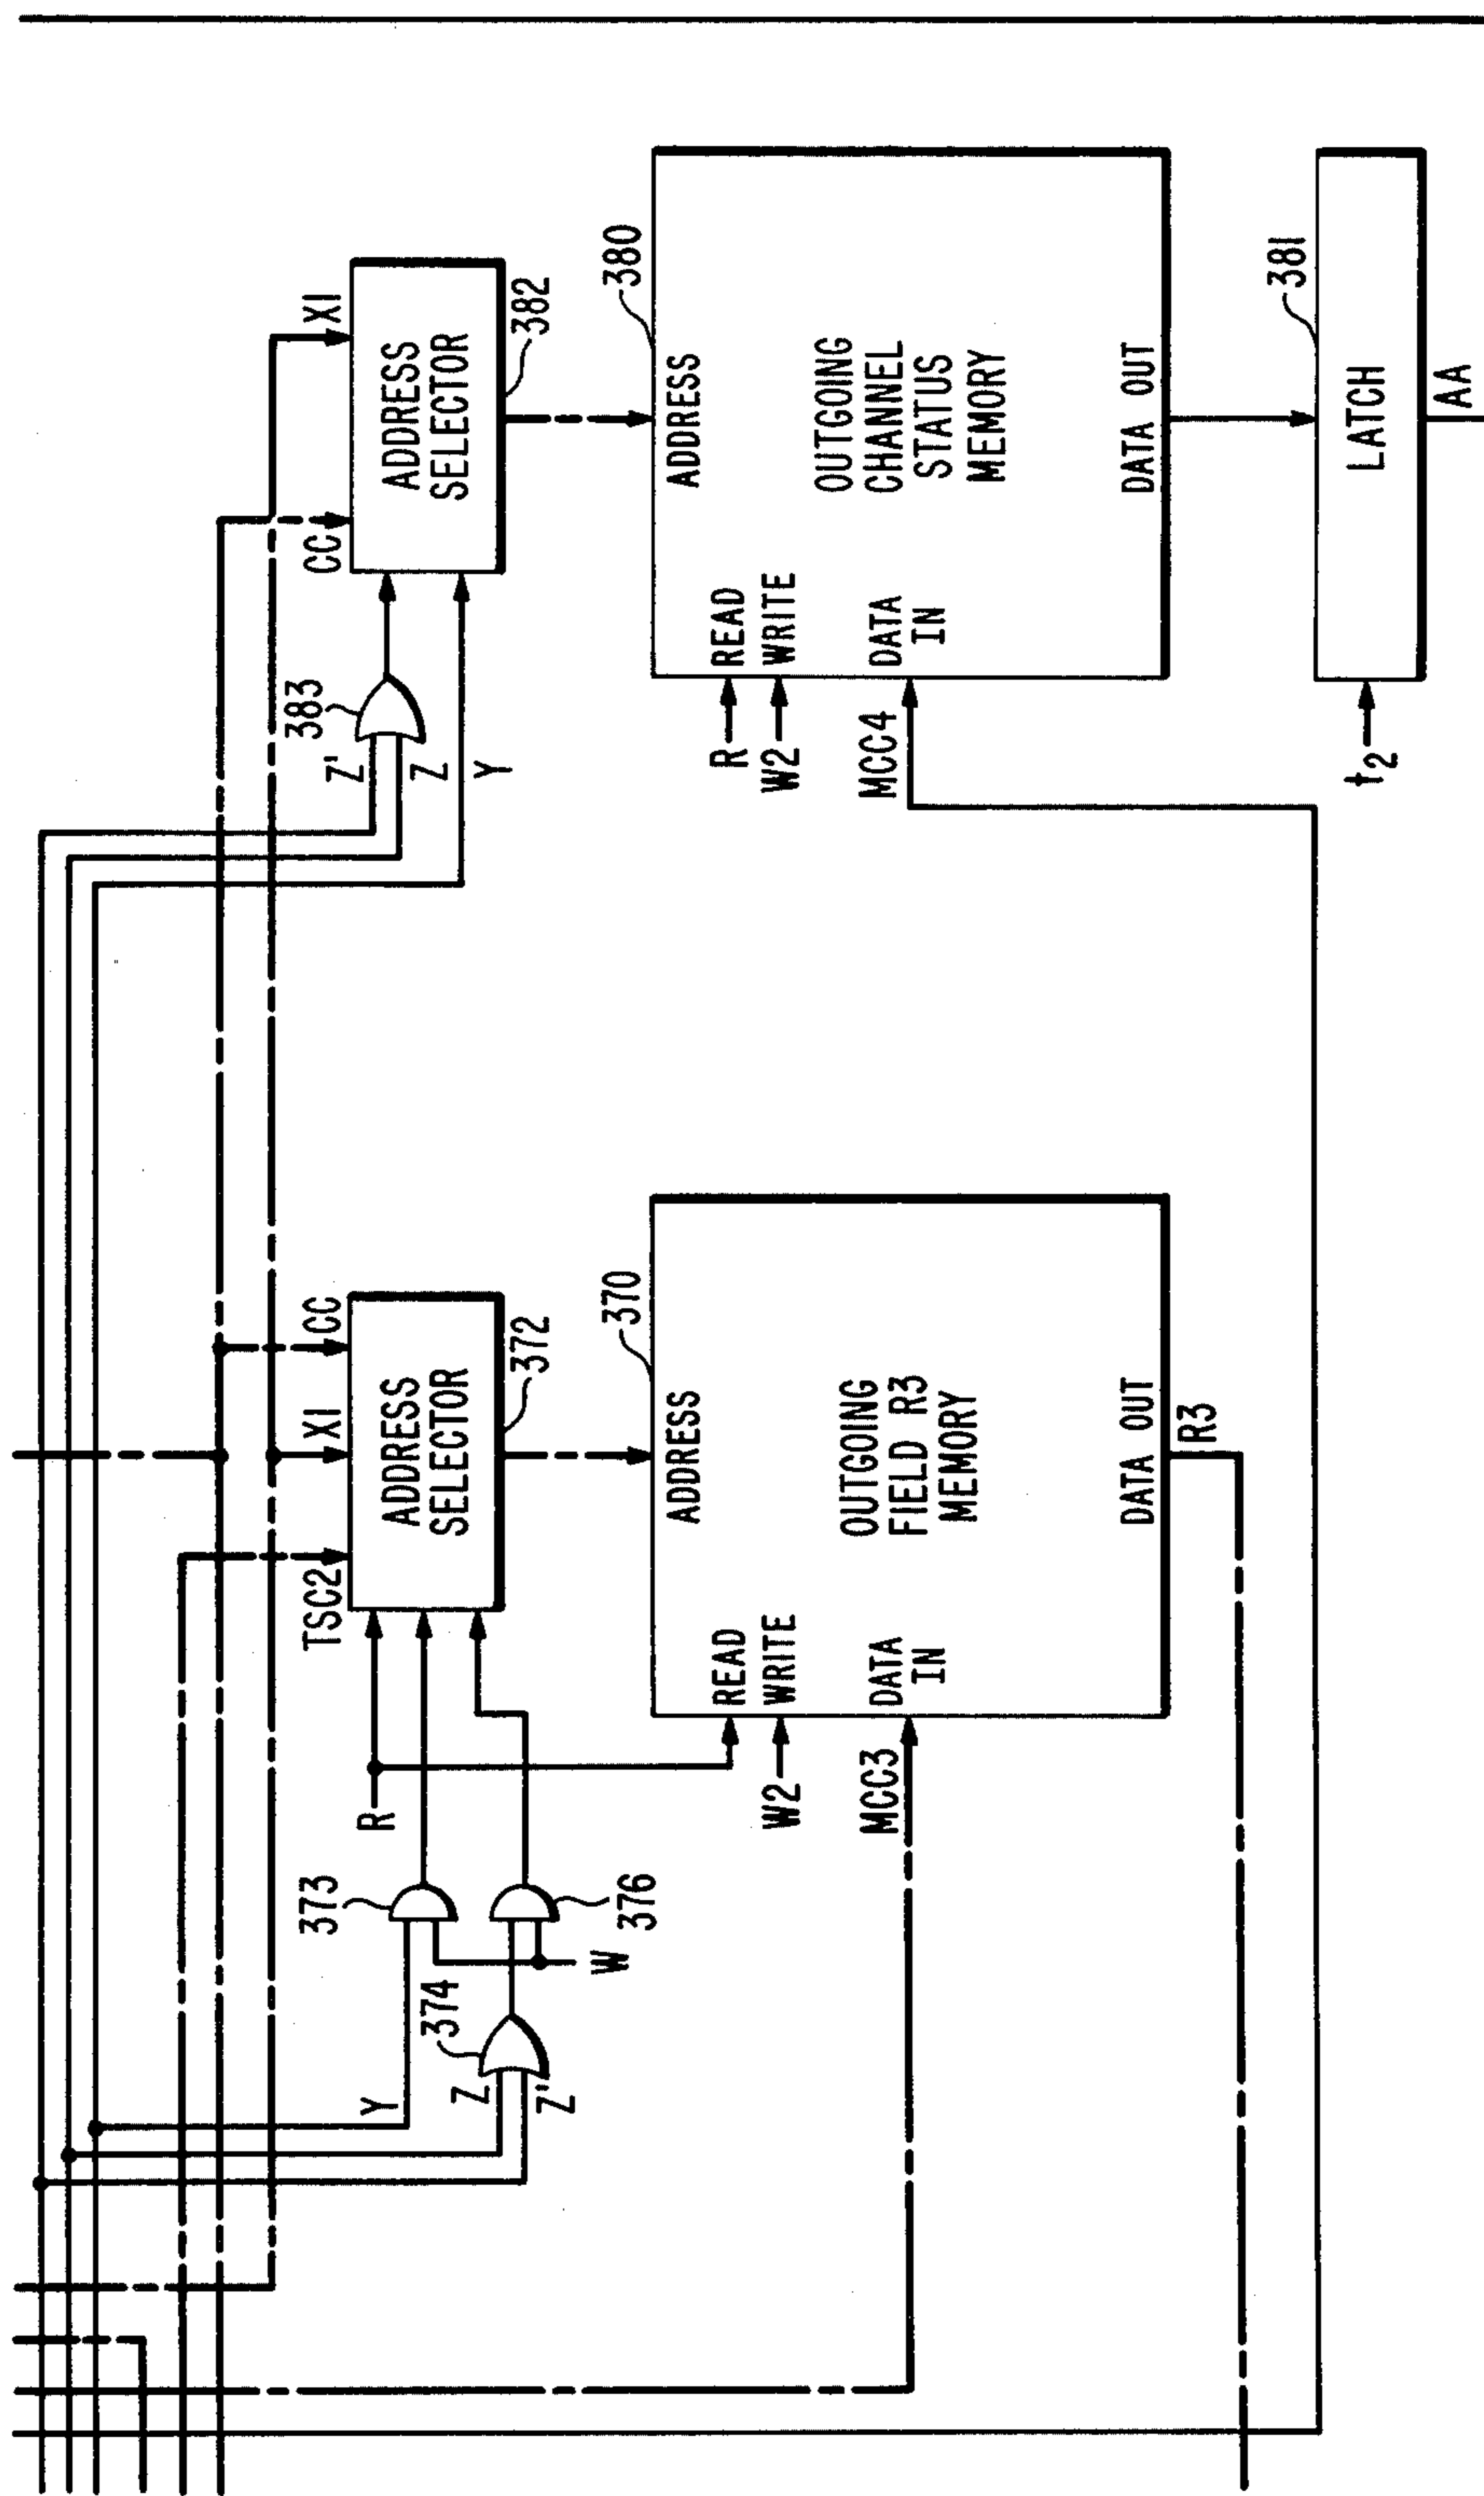 TSC2
XI
CC
ADDRESS
SELECTOR
372
R
373
376
W
374
Y
Z
Z'
370
ADDRESS
READ
WRITE
W2
DATA
IN
MCC3
OUTGOING
FIELD R3
MEMORY
DATA OUT
R3
CC
XI
ADDRESS
SELECTOR
382
383
Z'
Z
Y
380
ADDRESS
READ
WRITE
R
W2
DATA
IN
MCC4
OUTGOING
CHANNEL
STATUS
MEMORY
DATA OUT
381
LATCH
t2
AA